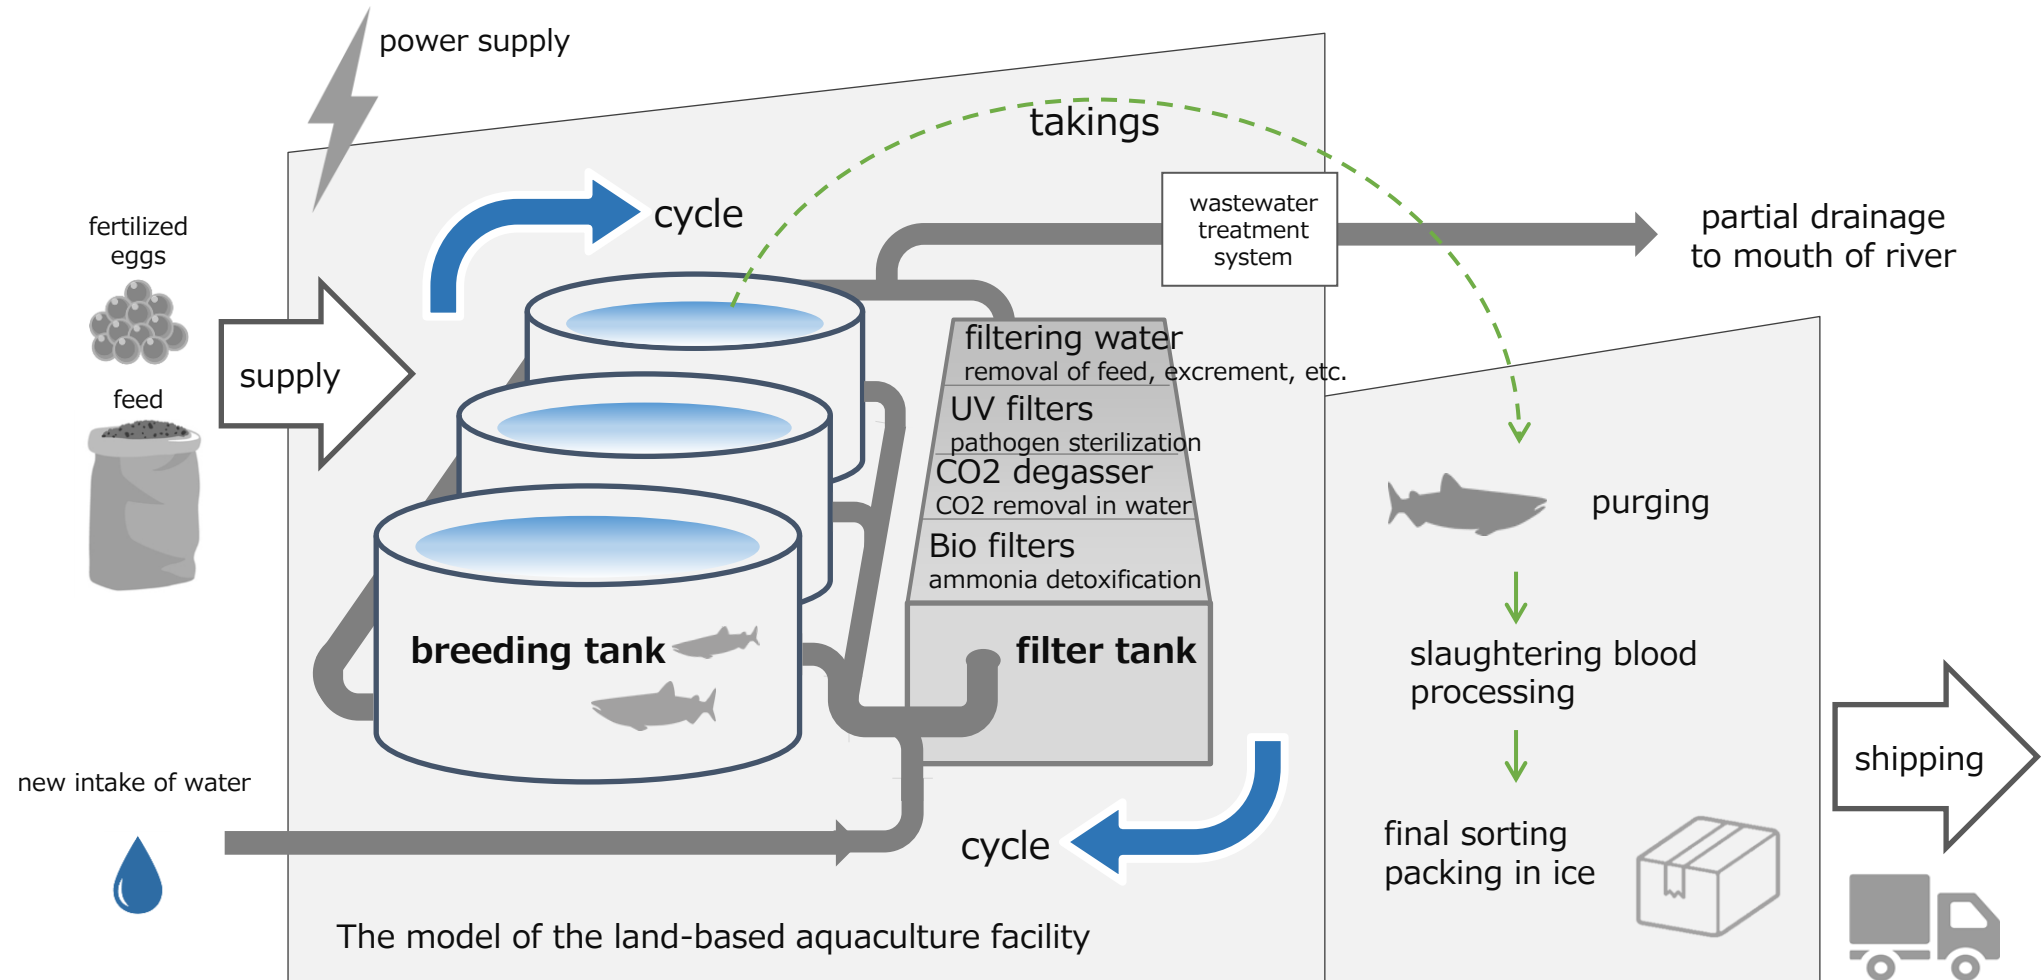 power supply
takings
cycle
wastewater
treatment
system
partial drainage
to mouth of river
fertilized
eggs
supply
feed
filtering water
removal of feed, excrement, etc.
UV filters
pathogen sterilization
CO2 degasser
CO2 removal in water
Bio filters
ammonia detoxification
breeding tank
filter tank
purging
slaughtering blood
processing
final sorting
packing in ice
shipping
new intake of water
cycle
The model of the land-based aquaculture facility